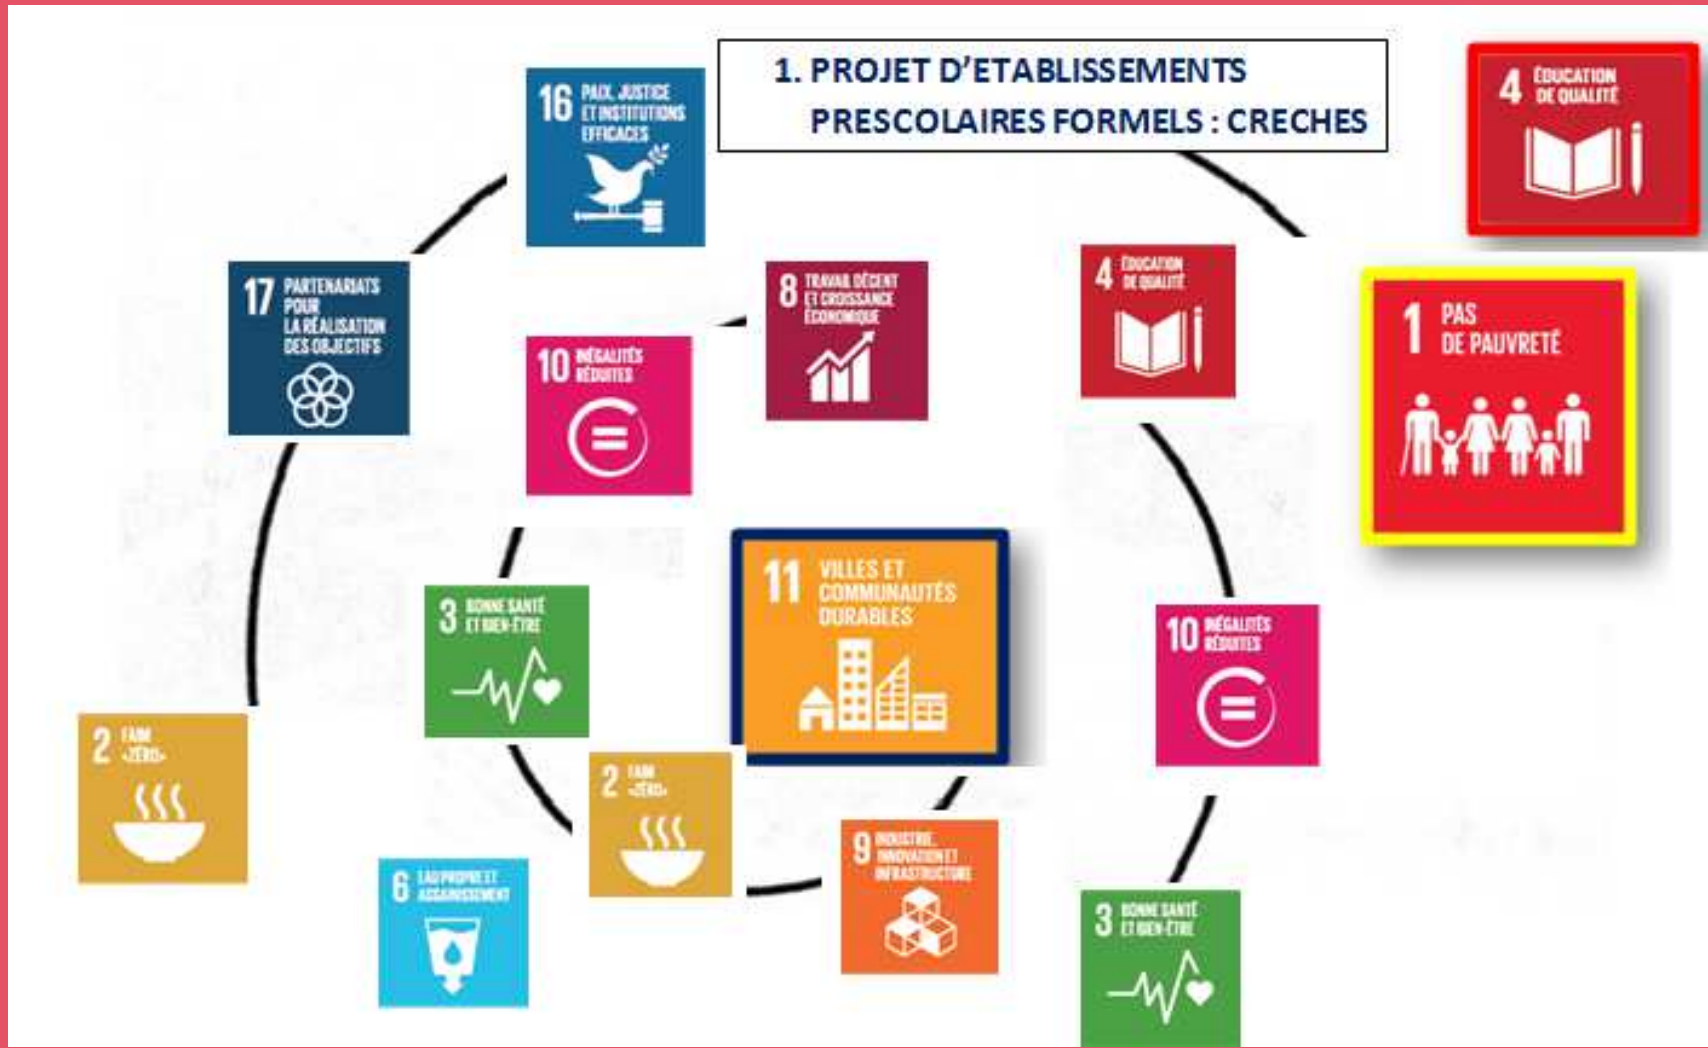 1. PROJET D'ETABLISSEMENTS
PRESCOLAIRES FORMELS : CRECHES
4 ÉDUCATION
DE QUALITÉ
16 PAIX, JUSTICE
ET INSTITUTIONS
EFFICACES
17 PARTENARIATS
POUR
LA RÉALISATION
DES OBJECTIFS
8 TRAVAIL DÉCENT
ET CROISSANCE
ÉCONOMIQUE
4 ÉDUCATION
DE QUALITÉ
1 PAS
DE PAUVRETÉ
10 INÉGALITÉS
RÉDUITES
11 VILLES ET
COMMUNAUTÉS
DURABLES
3 BONNE SANTÉ
ET BIEN-ÊTRE
10 INÉGALITÉS
RÉDUITES
2 FAIM
«ZÉRO»
2 FAIM
«ZÉRO»
9 INDUSTRIE,
INNOVATION ET
INFRASTRUCTURE
6 EAU PROPRE ET
ASSAINISSEMENT
3 BONNE SANTÉ
ET BIEN-ÊTRE